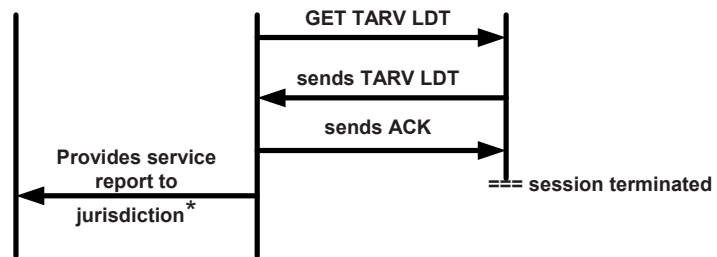 GET TARV LDT
sends TARV LDT
sends ACK
Provides service
report to
jurisdiction*
=== session terminated